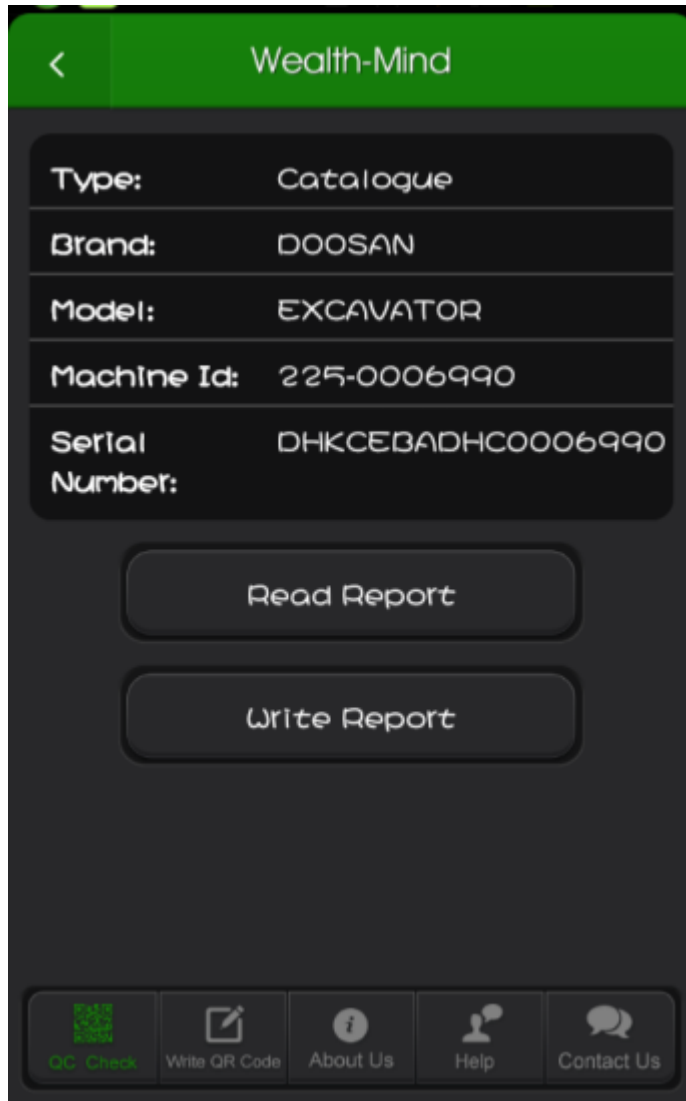 Wealth-Mind
Type: Catalogue
Brand: DOOSAN
Model: EXCAVATOR
Machine Id: 225-0006990
Serial DHKCEBADHC0006990
Number:
Read Report
Write Report
QC Check Write QR Code About Us Help Contact Us